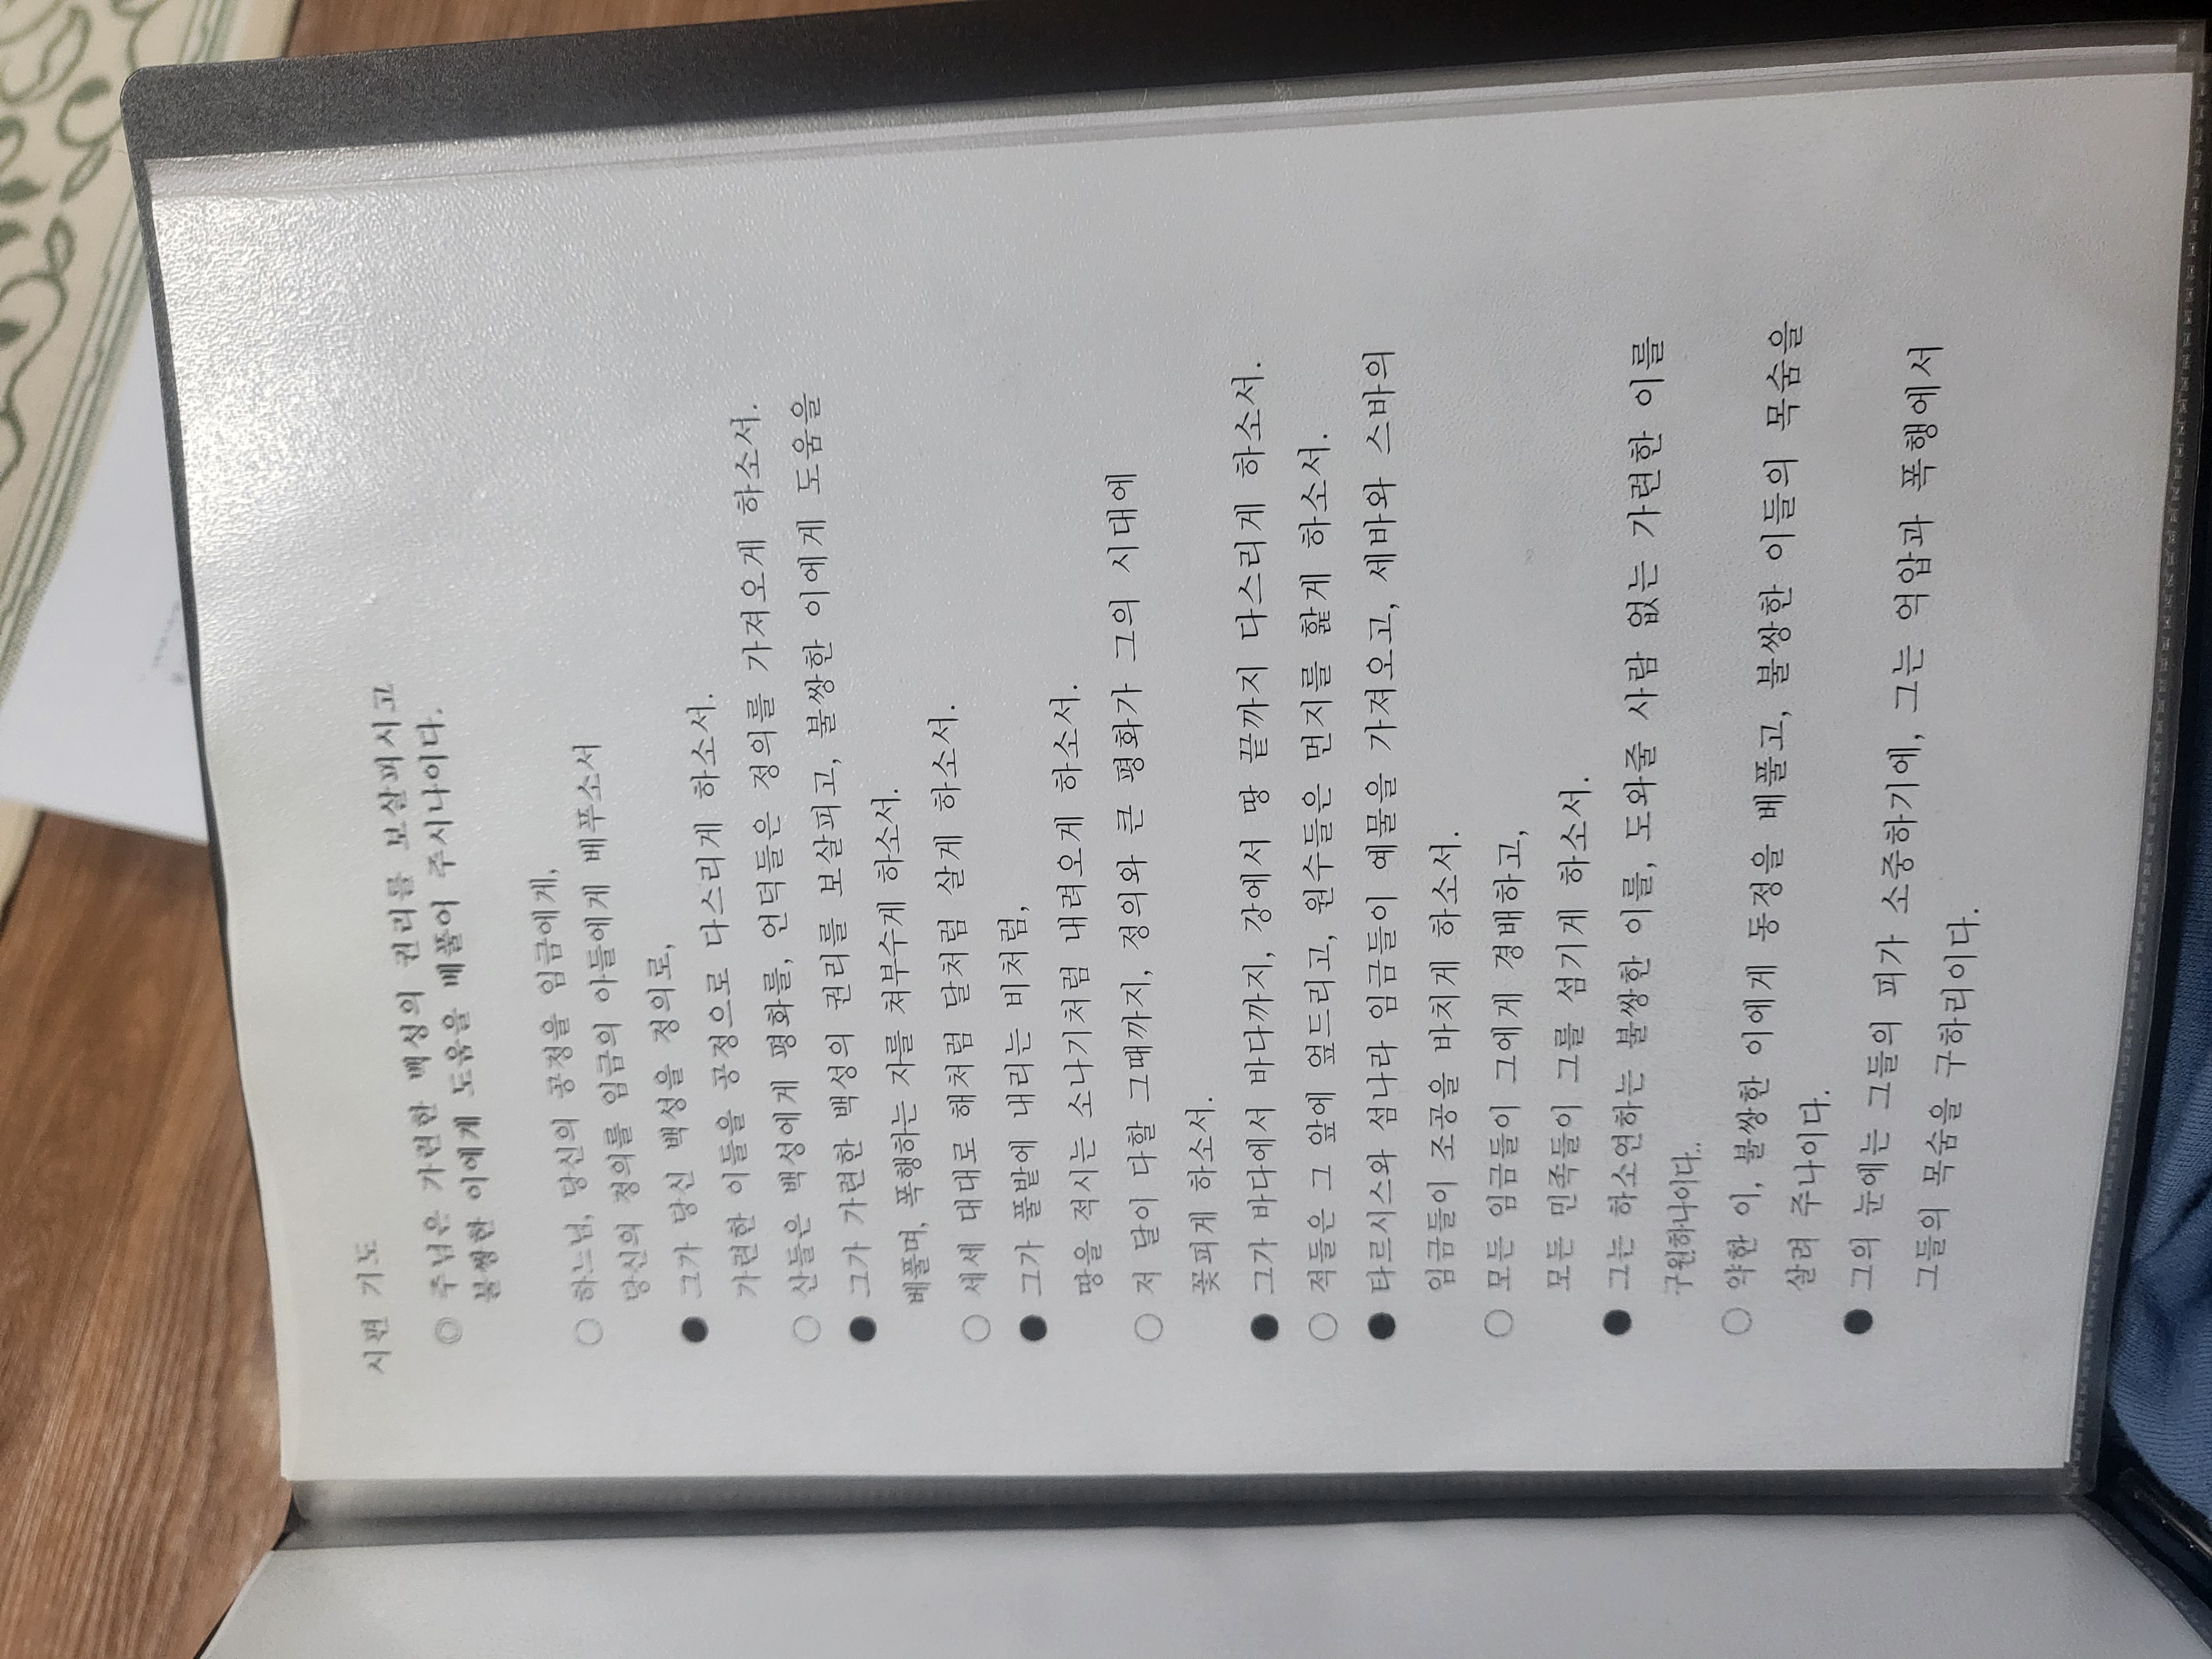 시편 기도
◎ 주님은 가련한 백성의 권리를 보살피시고
불쌍한 이에게 도움을 베풀어 주시나이다.
○ 하느님, 당신의 공정을 임금에게,
당신의 정의를 임금의 아들에게 베푸소서
● 그가 당신 백성을 정의로,
가련한 이들을 공정으로 다스리게 하소서.
○ 산들은 백성에게 평화를, 언덕들은 정의를 가져오게 하소서.
● 그가 가련한 백성의 권리를 보살피고, 불쌍한 이에게 도움을
베풀며, 폭행하는 자를 쳐부수게 하소서.
○ 세세 대대로 해처럼 달처럼 살게 하소서.
● 그가 풀밭에 내리는 비처럼,
땅을 적시는 소나기처럼 내려오게 하소서.
○ 저 달이 다할 그때까지, 정의와 큰 평화가 그의 시대에
꽃피게 하소서.
● 그가 바다에서 바다까지, 강에서 땅 끝까지 다스리게 하소서.
○ 적들은 그 앞에 엎드리고, 원수들은 먼지를 핥게 하소서.
● 타르시스와 섬나라 임금들이 예물을 가져오고, 세바와 스바의
임금들이 조공을 바치게 하소서.
○ 모든 임금들이 그에게 경배하고,
모든 민족들이 그를 섬기게 하소서.
● 그는 하소연하는 불쌍한 이를, 도와줄 사람 없는 가련한 이를
구원하나이다..
○ 약한 이, 불쌍한 이에게 동정을 베풀고, 불쌍한 이들의 목숨을
살려 주나이다.
● 그의 눈에는 그들의 피가 소중하기에, 그는 억압과 폭행에서
그들의 목숨을 구하리이다.